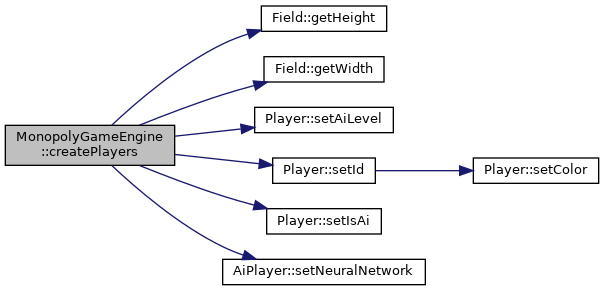 MonopolyGameEngine
::createPlayers
Field::getHeight
Field::getWidth
Player::setAiLevel
Player::setId
Player::setColor
Player::setIsAi
AiPlayer::setNeuralNetwork